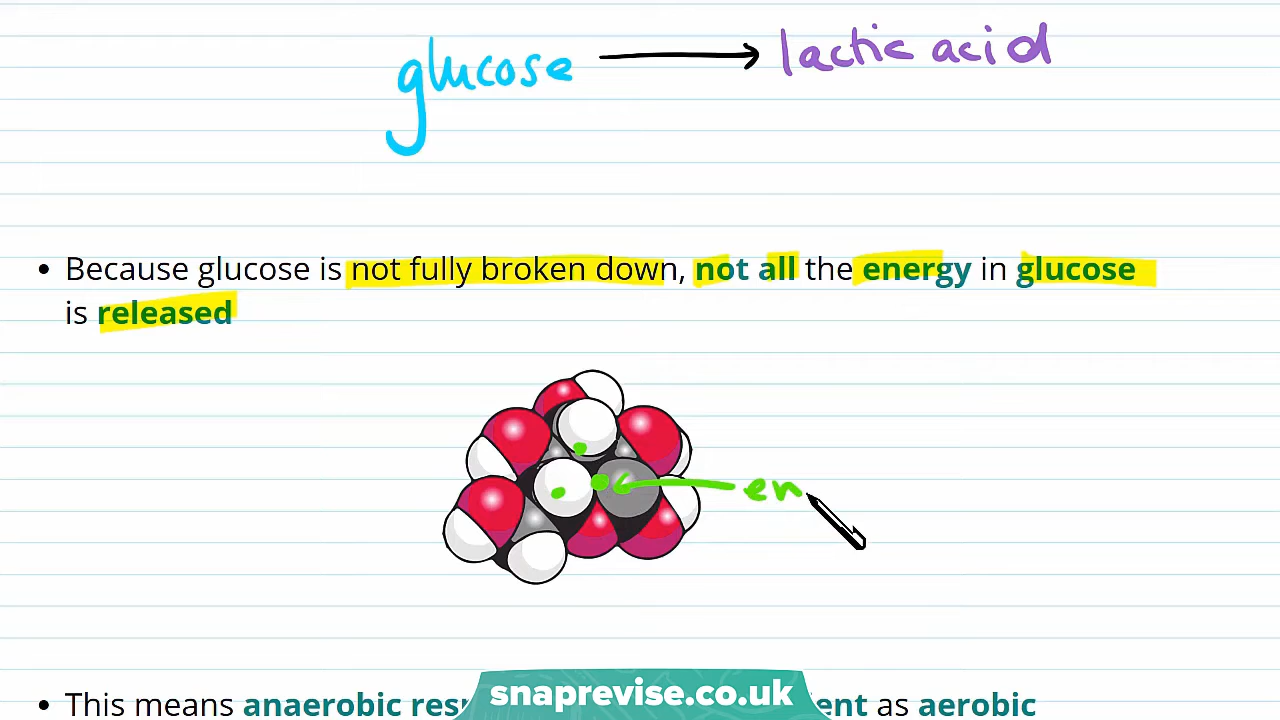 glucose → lactic acid
• Because glucose is not fully broken down, not all the energy in glucose
is released
en
• This means anaerobic ent as aerobic
snaprevise.co.uk